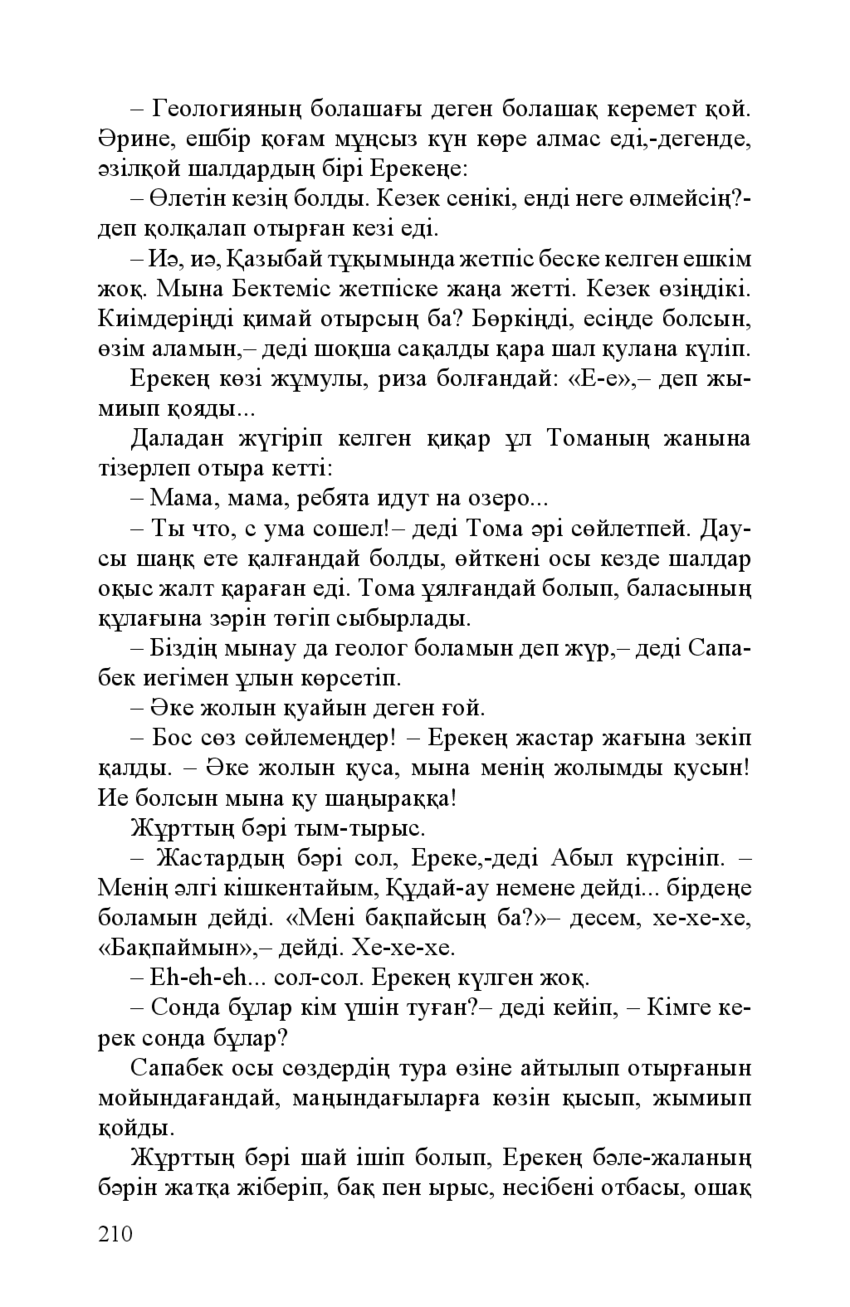 – Геологияның болашағы деген болашақ керемет қой.
Әрине, ешбір қоғам мұңсыз күн көре алмас еді,-дегенде,
әзілқой шалдардың бірі Ерекеңе:
– Өлетін кезің болды. Кезек сенікі, енді неге өлмейсің?-
деп қолқалап отырған кезі еді.
– Иә, иә, Қазыбай тұқымында жетпіс беске келген ешкім
жоқ. Мына Бектеміс жетпіске жаңа жетті. Кезек өзіңдікі.
Киімдеріңді қимай отырсың ба? Бөркіңді, есіңде болсын,
өзім аламын,– деді шоқша сақалды қара шал қулана күліп.
Ерекең көзі жұмулы, риза болғандай: «Е-е»,– деп жы-
миып қояды...
Даладан жүгіріп келген қиқар ұл Томаның жанына
тізерлеп отыра кетті:
– Мама, мама, ребята идут на озеро...
– Ты что, с ума сошел!– деді Тома әрі сөйлетпей. Дау-
сы шаңқ ете қалғандай болды, өйткені осы кезде шалдар
оқыс жалт қараған еді. Тома ұялғандай болып, баласының
құлағына зәрін төгіп сыбырлады.
– Біздің мынау да геолог боламын деп жүр,– деді Сапа-
бек иегімен ұлын көрсетіп.
– Әке жолын қуайын деген ғой.
– Бос сөз сөйлемеңдер! – Ерекең жастар жағына зекіп
қалды. – Әке жолын қуса, мына менің жолымды қусын!
Ие болсын мына қу шаңыраққа!
Жұрттың бәрі тым-тырыс.
– Жастардың бәрі сол, Ереке,-деді Абыл күрсініп. –
Менің әлгі кішкентайым, Құдай-ау немене дейді... бірдеңе
боламын дейді. «Мені бақпайсың ба?»– десем, хе-хе-хе,
«Бақпаймын»,– дейді. Хе-хе-хе.
– Еһ-еһ-еһ... сол-сол. Ерекең күлген жоқ.
– Сонда бұлар кім үшін туған?– деді кейіп, – Кімге ке-
рек сонда бұлар?
Сапабек осы сөздердің тура өзіне айтылып отырғанын
мойындағандай, маңындағыларға көзін қысып, жымиып
қойды.
Жұрттың бәрі шай ішіп болып, Ерекең бәле-жаланың
бәрін жатқа жіберіп, бақ пен ырыс, несібені отбасы, ошақ
210